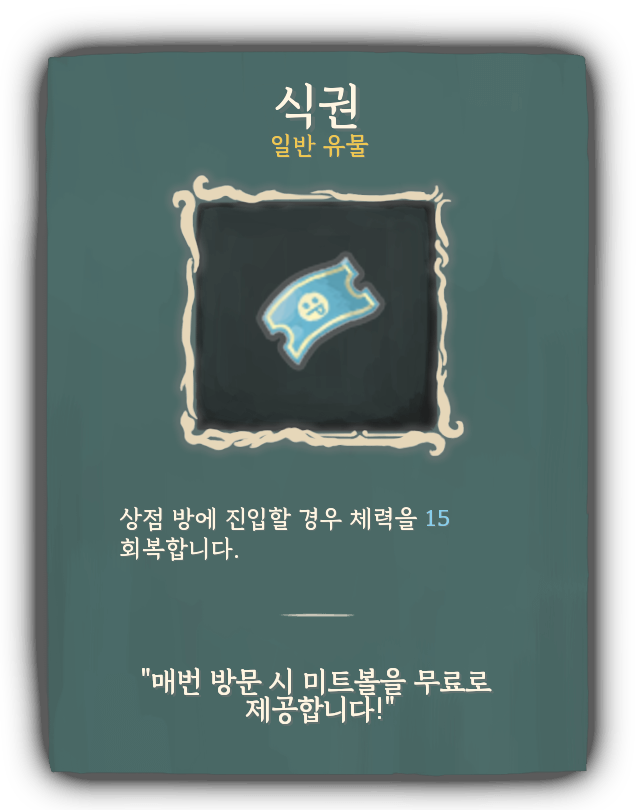 식권
일반 유물
상점 방에 진입할 경우 체력을 15
회복합니다.
"매번 방문 시 미트볼을 무료로
제공합니다!"